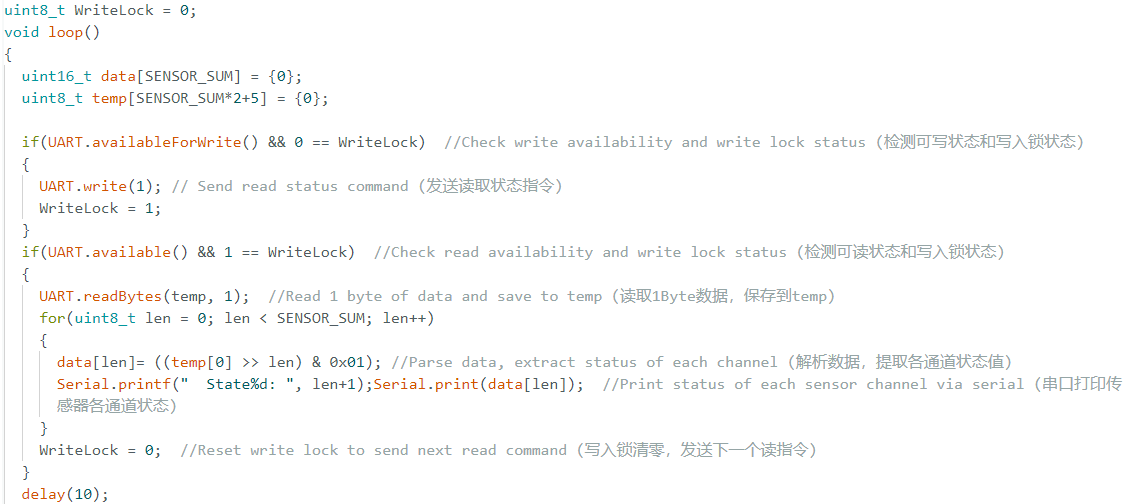 uint8_t WriteLock = 0;
void loop()
{
  uint16_t data[SENSOR_SUM] = {0};
  uint8_t temp[SENSOR_SUM*2+5] = {0};

  if(UART.availableForWrite() && 0 == WriteLock)  //Check write availability and write lock status（检测可写状态和写入锁状态）
  {
    UART.write(1); // Send read status command（发送读取状态指令）
    WriteLock = 1;
  }
  if(UART.available() && 1 == WriteLock)  //Check read availability and write lock status（检测可读状态和写入锁状态）
  {
    UART.readBytes(temp, 1);  //Read 1 byte of data and save to temp（读取1Byte数据，保存到temp）
    for(uint8_t len = 0; len < SENSOR_SUM; len++)
    {
      data[len]= ((temp[0] >> len) & 0x01); //Parse data, extract status of each channel（解析数据，提取各通道状态值）
      Serial.printf("  State%d: ", len+1);Serial.print(data[len]);  //Print status of each sensor channel via serial（串口打印传
      感器各通道状态）
    }
    WriteLock = 0;  //Reset write lock to send next read command（写入锁清零，发送下一个读指令）
  }
  delay(10);